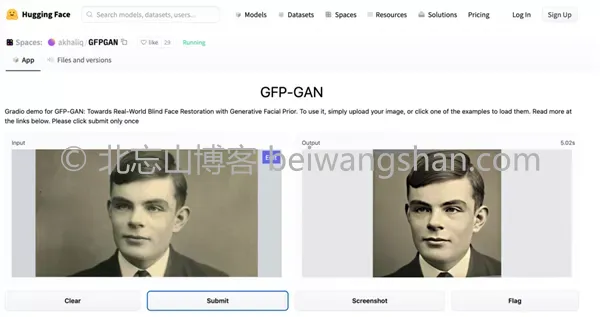 Hugging Face
Search models, datasets, users...
Models
Datasets
Spaces
Resources
Solutions
Pricing
Log In
Sign Up
Spaces:
akhaliq/GFPGAN
like
29
Running
App
Files and versions
GFP-GAN
Gradio demo for GFP-GAN: Towards Real-World Blind Face Restoration with Generative Facial Prior. To use it, simply upload your image, or click one of the examples to load them. Read more at
the links below. Please click submit only once
Input
Output
5.02s
© 北忘山博客 beiwangshan.com
Clear
Submit
Screenshot
Flag